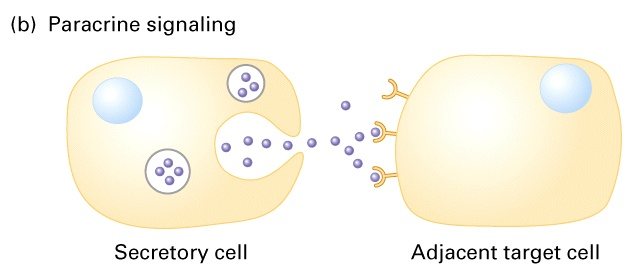 (b) Paracrine signaling
Secretory cell
Adjacent target cell